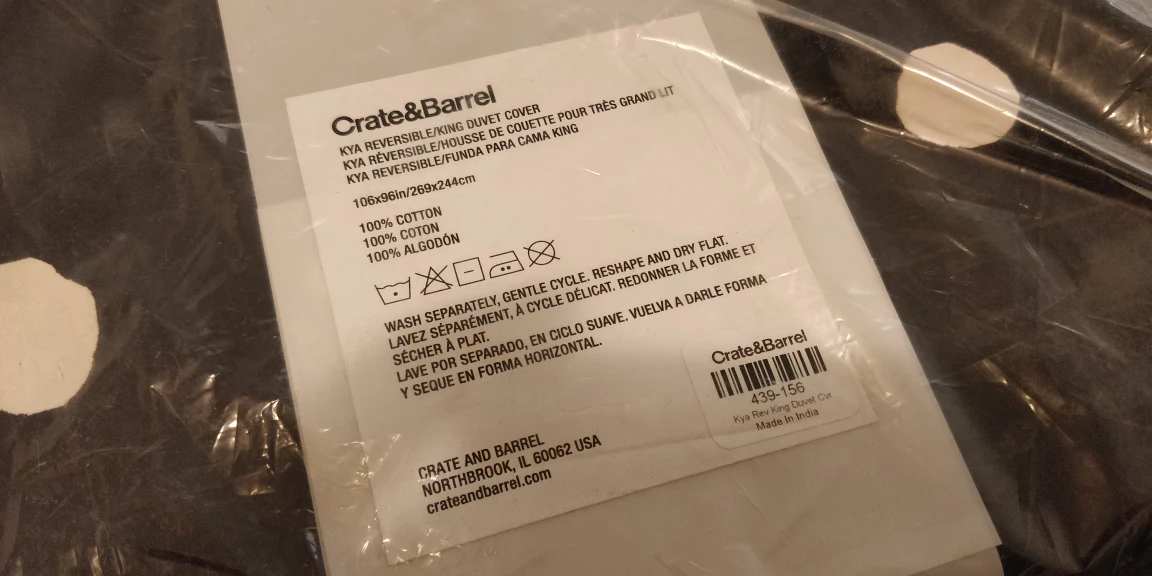 Crate&Barrel
KYA REVERSIBLE/KING DUVET COVER
KYA RÉVERSIBLE/HOUSSE DE COUETTE POUR TRÈS GRAND LIT
KYA REVERSIBLE/FUNDA PARA CAMA KING
106x96in/269x244cm
100% COTTON
100% COTON
100% ALGODÓN
WASH SEPARATELY, GENTLE CYCLE. RESHAPE AND DRY FLAT.
LAVEZ SÉPARÉMENT, À CYCLE DÉLICAT. REDONNER LA FORME ET
SÉCHER À PLAT.
LAVE POR SEPARADO, EN CICLO SUAVE. VUELVA A DARLE FORMA
Y SEQUE EN FORMA HORIZONTAL.
Crate&Barrel
439-156
Kya Rev King Duvet Cvr
Made In India
CRATE AND BARREL
NORTHBROOK, IL 60062 USA
crateandbarrel.com